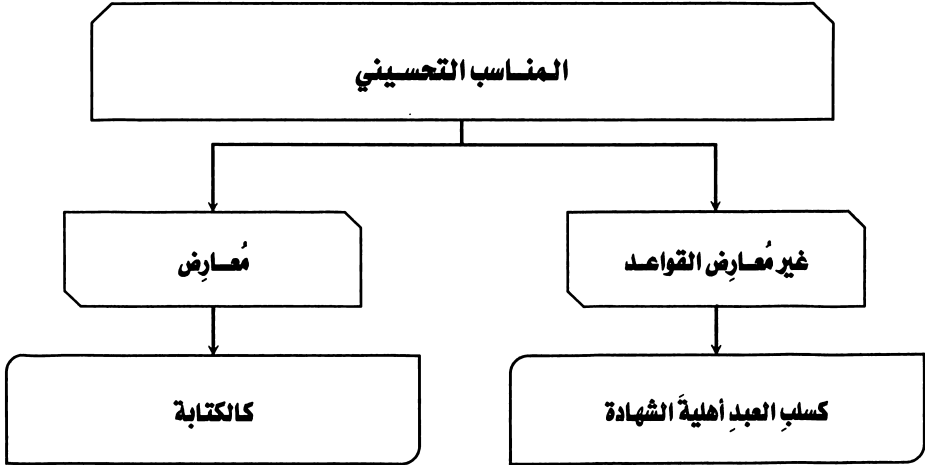 المناسب التحسيني
غير مُعارِض القواعد
مُعارِض
كسلبِ العبدِ أهليةَ الشهادة
كالكتابة